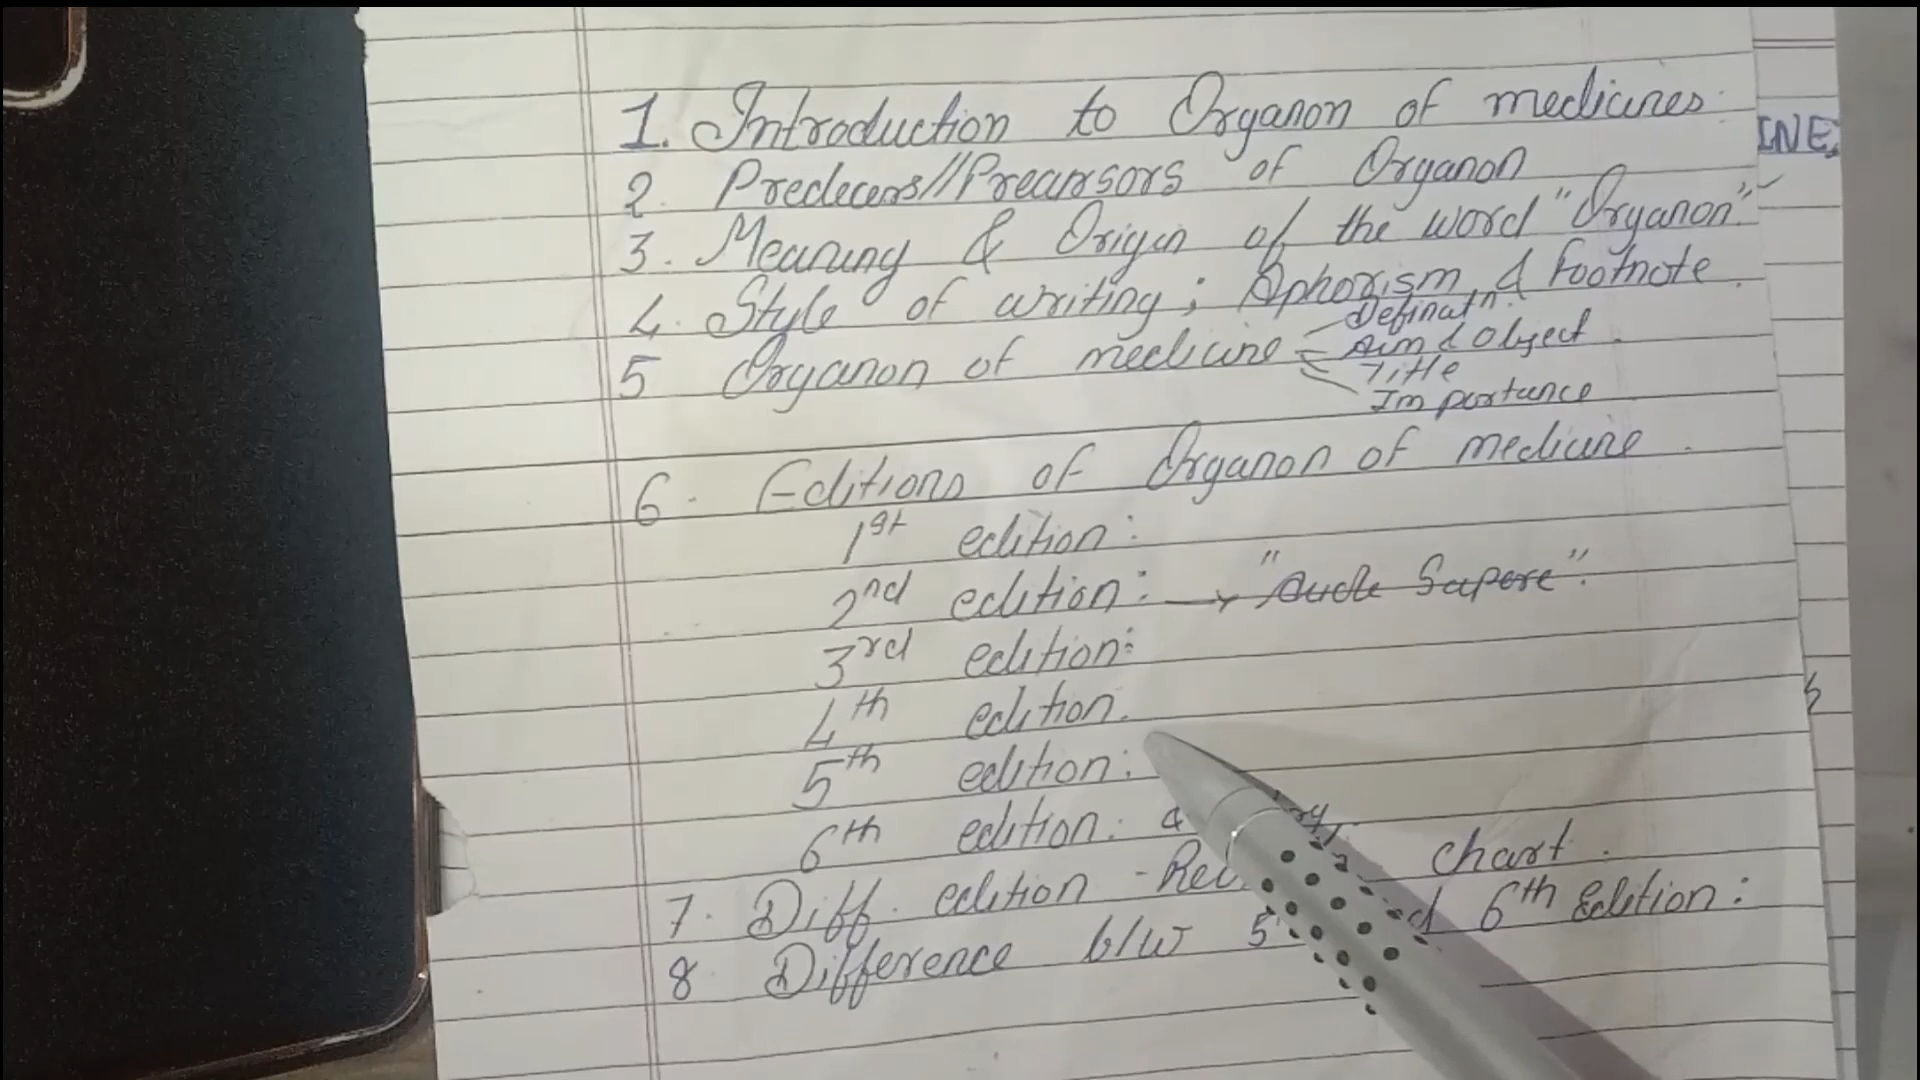 1. Introduction to Organon of medicines.
INE,
2. Predecens//Precursors of Organon
3. Meaning & Origin of the word "Organon".
4. Style of writing; Aphorism & Footnote.
Definatn.
5 Organon of medicine
Aim & Object.
Title
Importance
6. Editions of Organon of medicine.
1st edition:
2nd edition: → "Aude Sapere".
3rd edition:
4th edition.
5th edition:
6th edition:
7. Diff. edition - chart.
8 Difference b/w 5 6th Edition: